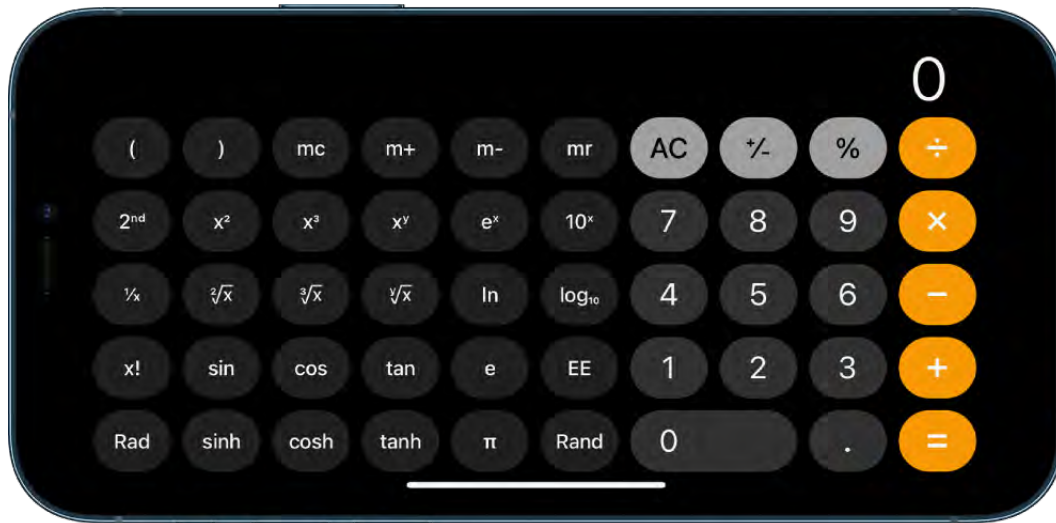 0
( ) mc m+ m- mr AC ⁺/₋ % ÷
2ⁿᵈ x² x³ xʸ eˣ 10ˣ 7 8 9 ×
¹/ₓ ²√x ³√x ʸ√x ln log₁₀ 4 5 6 −
x! sin cos tan e EE 1 2 3 +
Rad sinh cosh tanh π Rand 0 . =